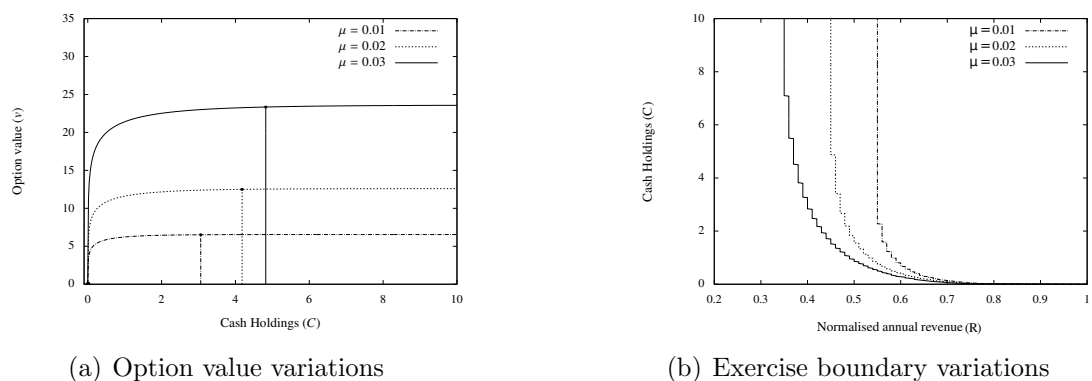 35
30
25
20
15
10
5
0
Option value (v)
0 2 4 6 8 10
Cash Holdings (C)
μ = 0.01
μ = 0.02
μ = 0.03
(a) Option value variations
10
8
6
4
2
0
Cash Holdings (C)
0.2 0.3 0.4 0.5 0.6 0.7 0.8 0.9 1
Normalised annual revenue (R)
μ = 0.01
μ = 0.02
μ = 0.03
(b) Exercise boundary variations